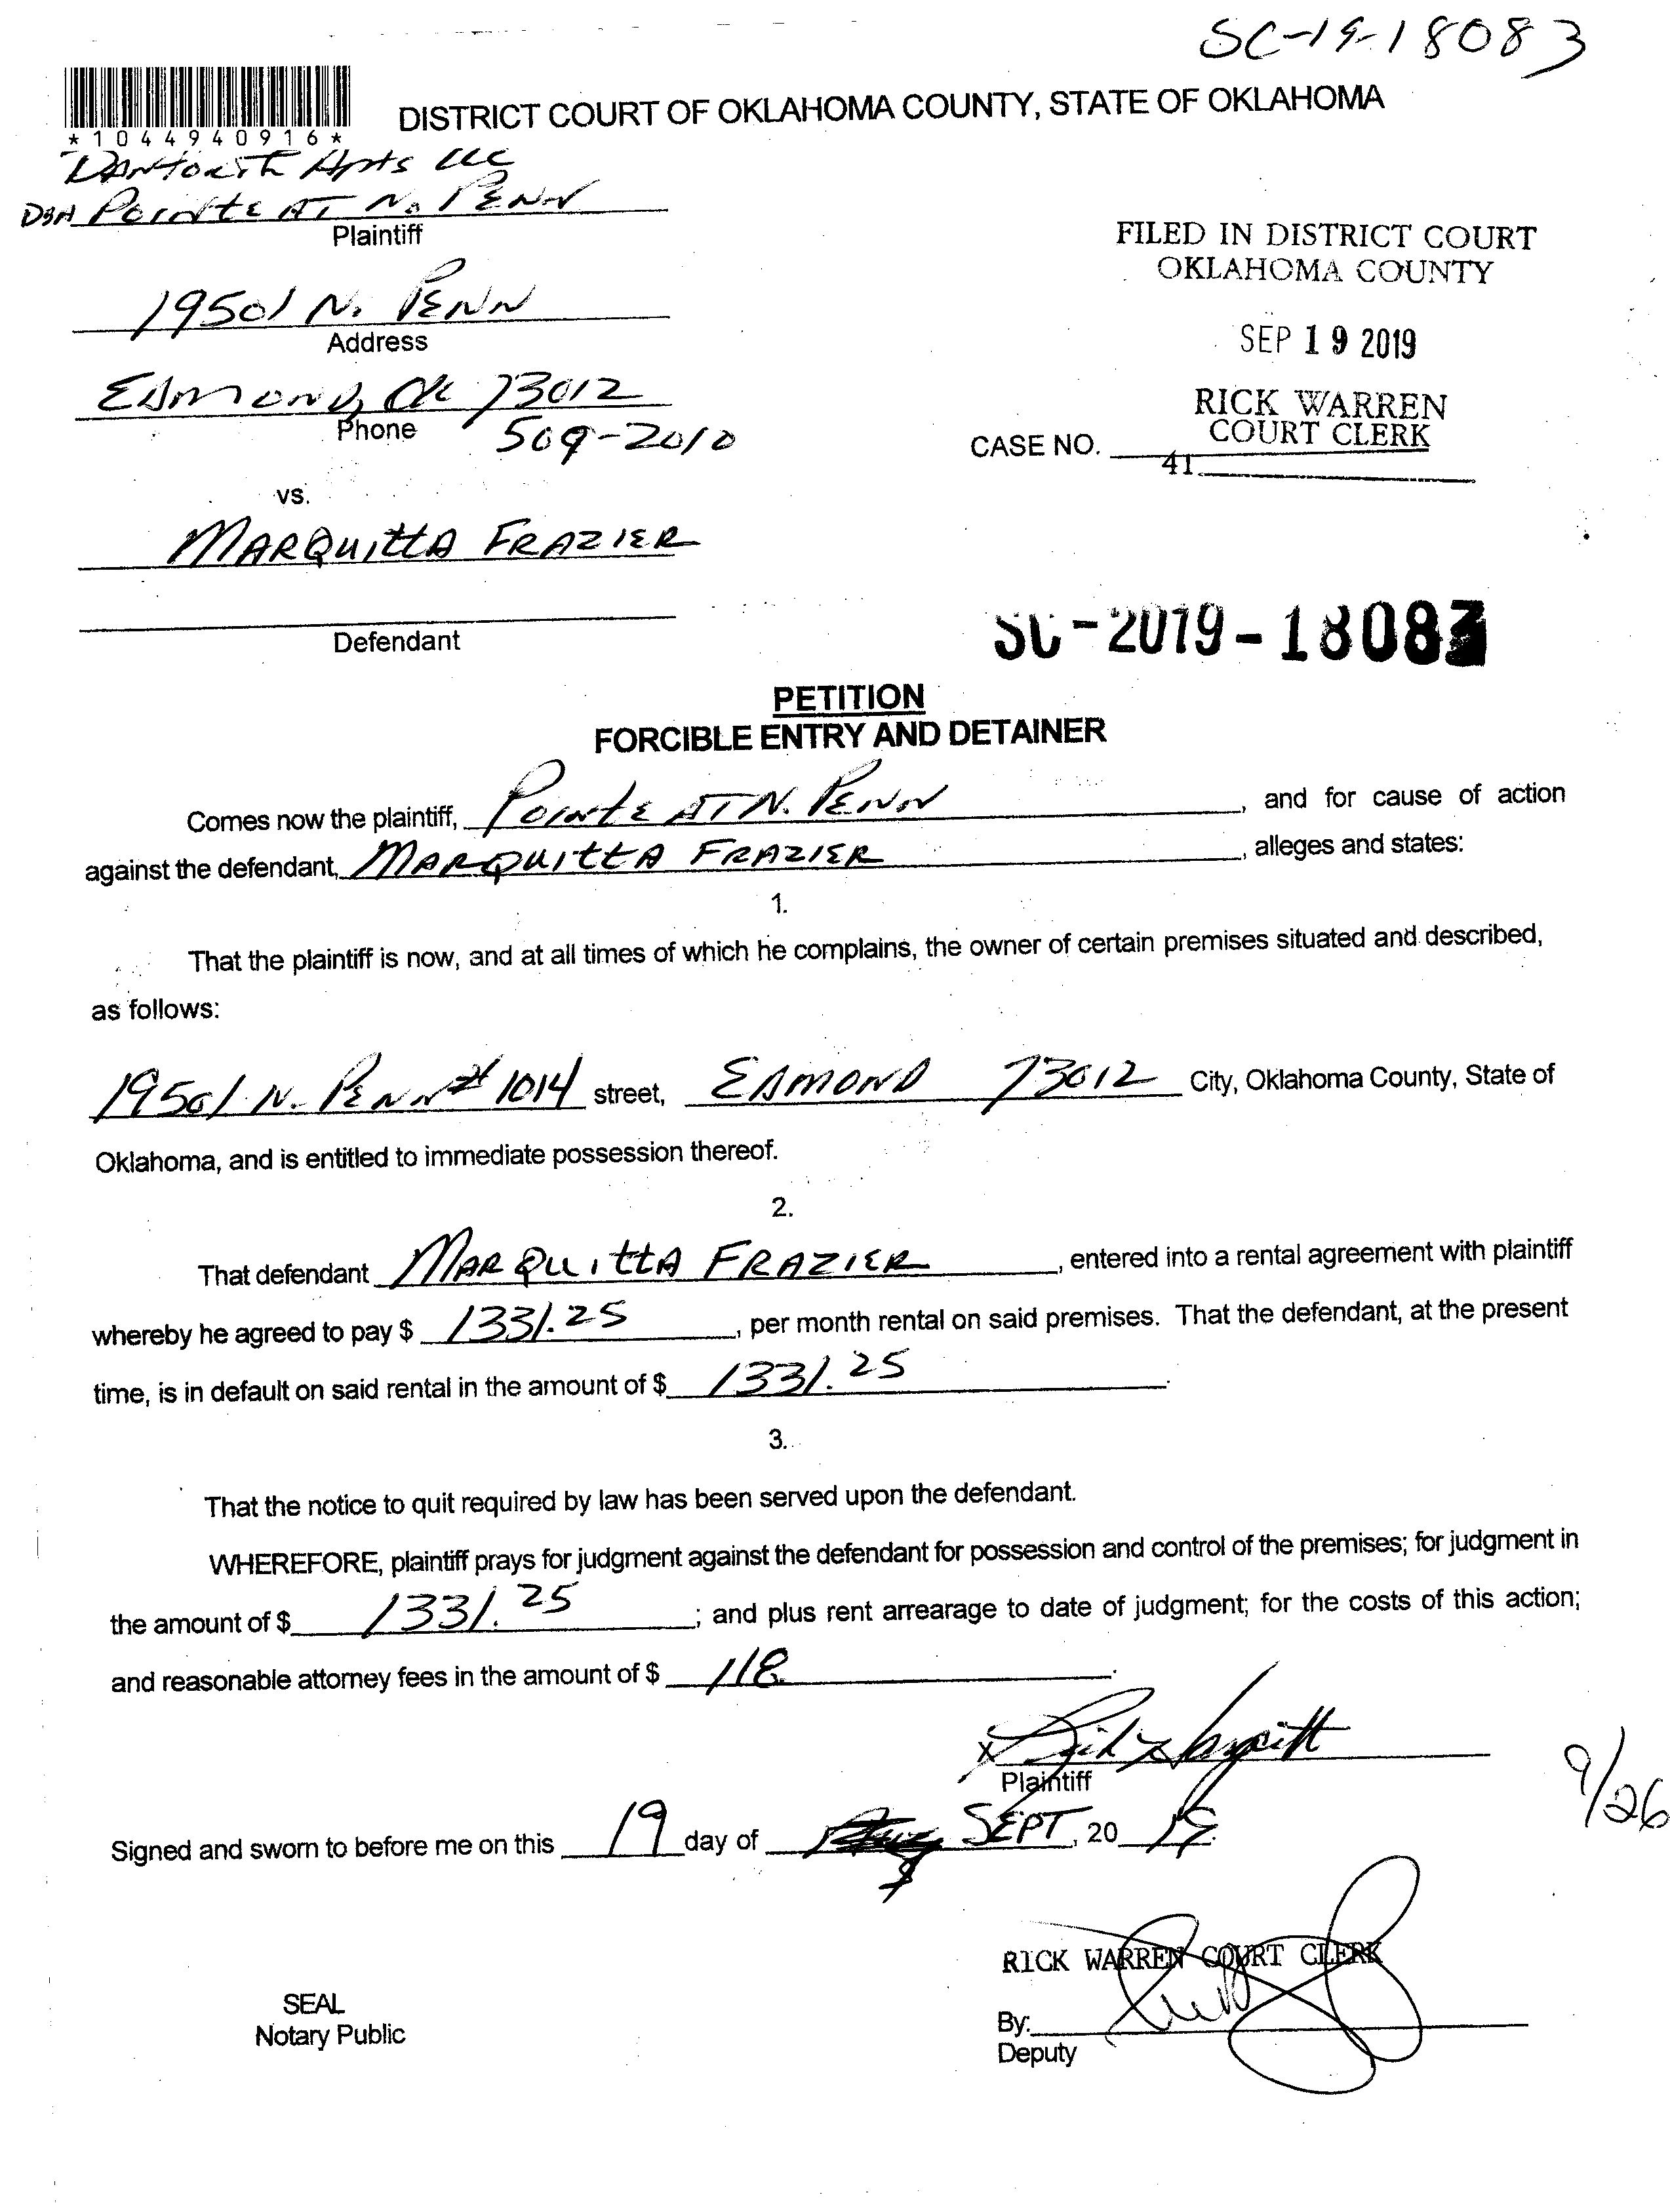 SC-19-18083
*1044940916*
DISTRICT COURT OF OKLAHOMA COUNTY, STATE OF OKLAHOMA
Danforth Apts LLC
DBA Pointe AT N. PENN
Plaintiff
FILED IN DISTRICT COURT
OKLAHOMA COUNTY
19501 N. PENN
Address
SEP 19 2019
EDMOND, OK 73012
Phone 509-2010
RICK WARREN
COURT CLERK
CASE NO.
41
vs.
MARQUITTA FRAZIER
Defendant
SC-2019-18083
PETITION
FORCIBLE ENTRY AND DETAINER
Comes now the plaintiff, Pointe AT N. PENN, and for cause of action
against the defendant, MARQUITTA FRAZIER, alleges and states:
1.
That the plaintiff is now, and at all times of which he complains, the owner of certain premises situated and described,
as follows:
19501 N. PENN # 1014 street, EDMOND 73012 City, Oklahoma County, State of
Oklahoma, and is entitled to immediate possession thereof.
2.
That defendant MARQUITTA FRAZIER, entered into a rental agreement with plaintiff
whereby he agreed to pay $ 1331.25, per month rental on said premises. That the defendant, at the present
time, is in default on said rental in the amount of $ 1331.25.
3.
That the notice to quit required by law has been served upon the defendant.
WHEREFORE, plaintiff prays for judgment against the defendant for possession and control of the premises; for judgment in
the amount of $ 1331.25; and plus rent arrearage to date of judgment; for the costs of this action;
and reasonable attorney fees in the amount of $ 118.
X
Plaintiff
9/26
Signed and sworn to before me on this 19 day of SEPT, 20 19.
RICK WARREN COURT CLERK
SEAL
Notary Public
By:
Deputy